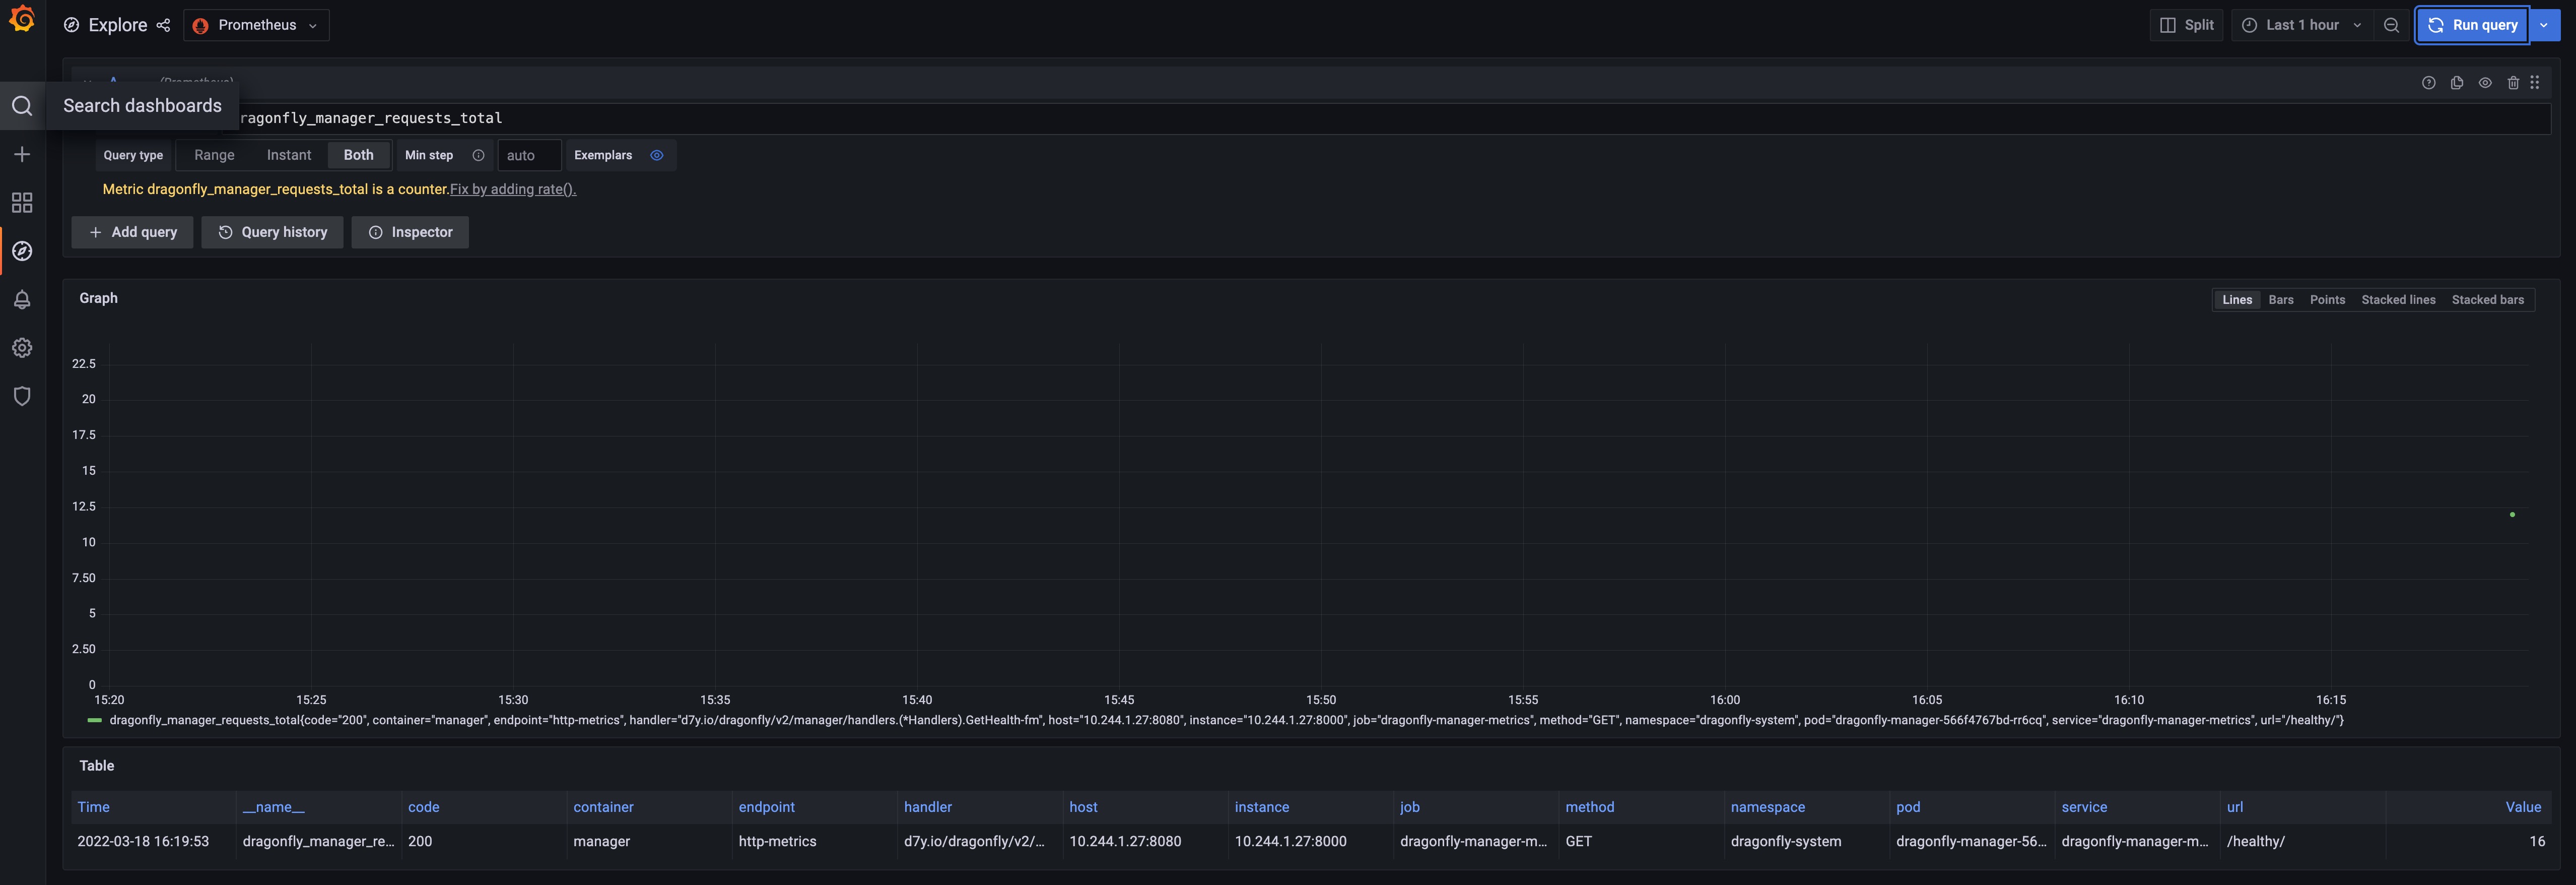 Explore Prometheus Split Last 1 hour Run query
A (Prometheus)
Search dashboards
ragonfly_manager_requests_total
Query type Range Instant Both Min step auto Exemplars
Metric dragonfly_manager_requests_total is a counter.Fix by adding rate().
Add query Query history Inspector
Graph
Lines Bars Points Stacked lines Stacked bars
22.5
20
17.5
15
12.5
10
7.50
5
2.50
0
15:20 15:25 15:30 15:35 15:40 15:45 15:50 15:55 16:00 16:05 16:10 16:15
dragonfly_manager_requests_total{code="200", container="manager", endpoint="http-metrics", handler="d7y.io/dragonfly/v2/manager/handlers.(*Handlers).GetHealth-fm", host="10.244.1.27:8080", instance="10.244.1.27:8000", job="dragonfly-manager-metrics", method="GET", namespace="dragonfly-system", pod="dragonfly-manager-566f4767bd-rr6cq", service="dragonfly-manager-metrics", url="/healthy/"}
Table
Time __name__ code container endpoint handler host instance job method namespace pod service url Value
2022-03-18 16:19:53 dragonfly_manager_re... 200 manager http-metrics d7y.io/dragonfly/v2/... 10.244.1.27:8080 10.244.1.27:8000 dragonfly-manager-m... GET dragonfly-system dragonfly-manager-56... dragonfly-manager-m... /healthy/ 16